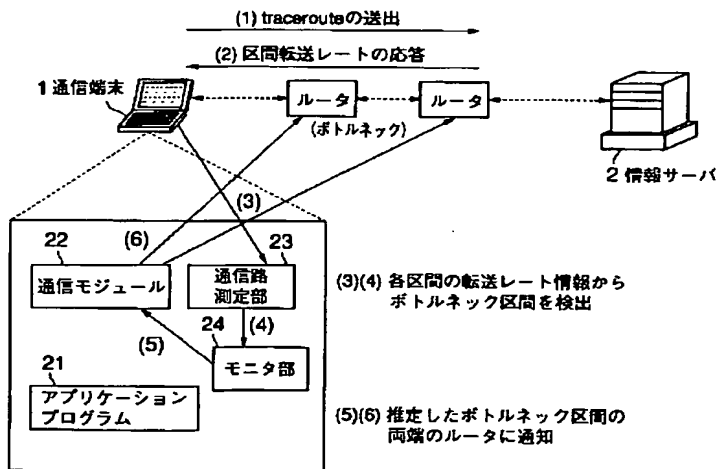 (1) tracerouteの送出
(2) 区間転送レートの応答
1 通信端末
ルータ
ルータ
(ボトルネック)
2 情報サーバ
(3)
(6)
22
23
通信モジュール
通信路
測定部
(3)(4) 各区間の転送レート情報から
ボトルネック区間を検出
24
(4)
(5)
モニタ部
21
アプリケーション
プログラム
(5)(6) 推定したボトルネック区間の
両端のルータに通知